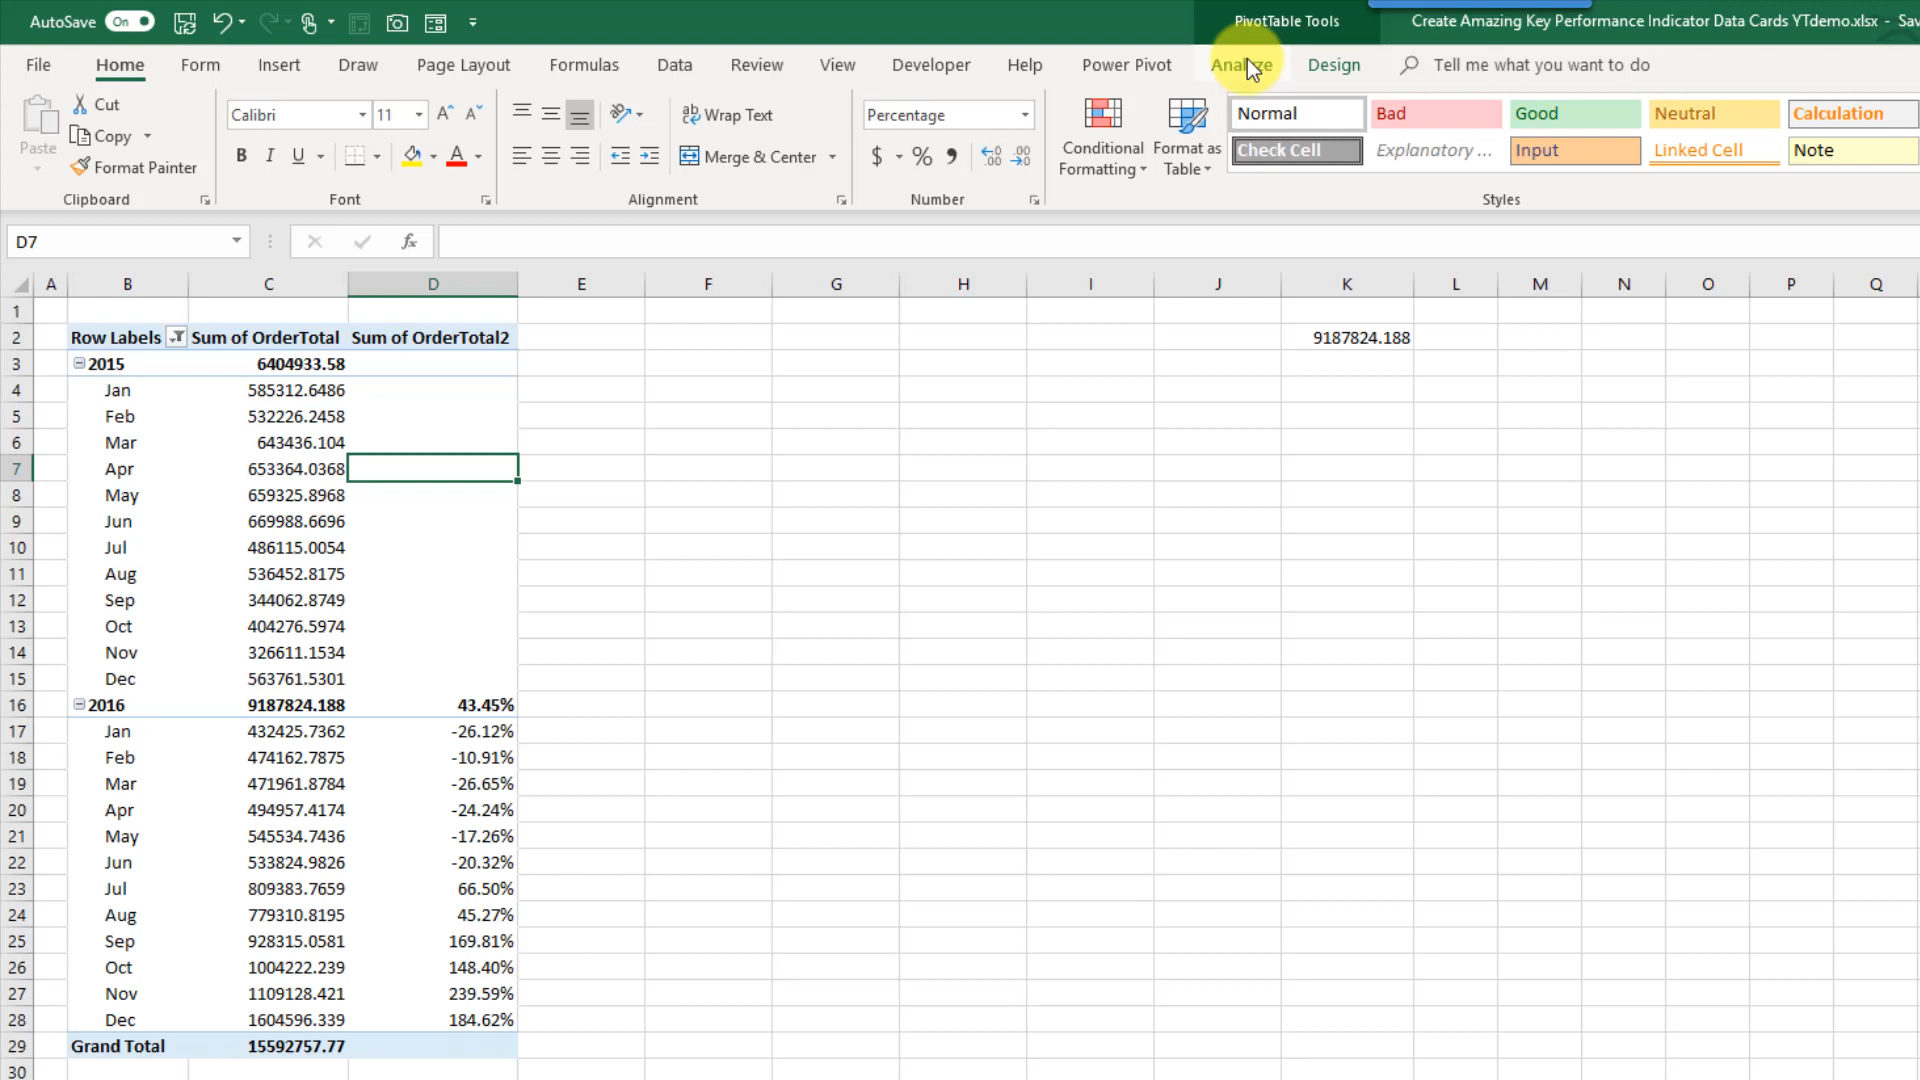 AutoSave On PivotTable Tools Create Amazing Key Performance Indicator Data Cards YTdemo.xlsx - Sav
File Home Form Insert Draw Page Layout Formulas Data Review View Developer Help Power Pivot Analyze Design Tell me what you want to do
Paste
Cut
Copy
Format Painter
Clipboard
Calibri 11
B I U
Font
Wrap Text
Merge & Center
Alignment
Percentage
$ % 9
Number
Conditional Formatting
Format as Table
Normal Bad Good Neutral Calculation
Check Cell Explanatory ... Input Linked Cell Note
Styles
D7 fx
A B C D E F G H I J K L M N O P Q
1
2 Row Labels Sum of OrderTotal Sum of OrderTotal2 9187824.188
3 2015 6404933.58
4 Jan 585312.6486
5 Feb 532226.2458
6 Mar 643436.104
7 Apr 653364.0368
8 May 659325.8968
9 Jun 669988.6696
10 Jul 486115.0054
11 Aug 536452.8175
12 Sep 344062.8749
13 Oct 404276.5974
14 Nov 326611.1534
15 Dec 563761.5301
16 2016 9187824.188 43.45%
17 Jan 432425.7362 -26.12%
18 Feb 474162.7875 -10.91%
19 Mar 471961.8784 -26.65%
20 Apr 494957.4174 -24.24%
21 May 545534.7436 -17.26%
22 Jun 533824.9826 -20.32%
23 Jul 809383.7659 66.50%
24 Aug 779310.8195 45.27%
25 Sep 928315.0581 169.81%
26 Oct 1004222.239 148.40%
27 Nov 1109128.421 239.59%
28 Dec 1604596.339 184.62%
29 Grand Total 15592757.77
30